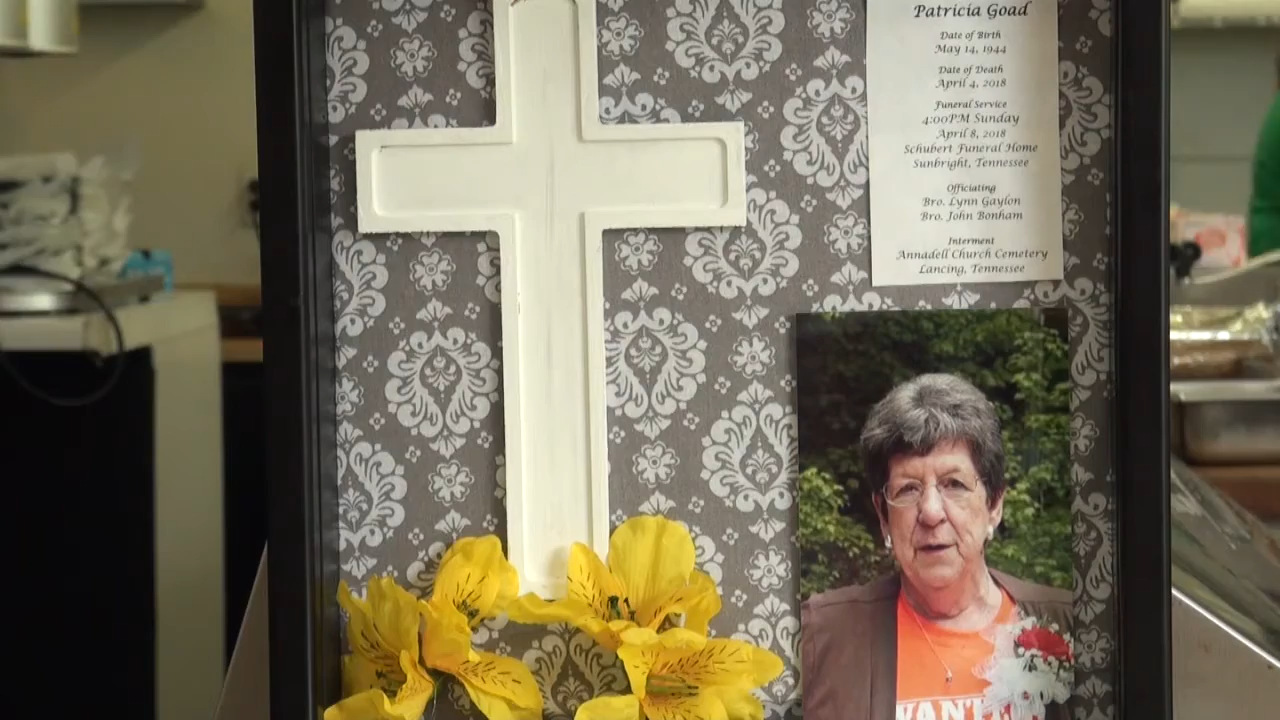 Patricia Goad
Date of Birth
May 14, 1944
Date of Death
April 4, 2018
Funeral Service
4:00PM Sunday
April 8, 2018
Schubert Funeral Home
Sunbright, Tennessee
Officiating
Bro. Lynn Gaylon
Bro. John Bonham
Interment
Annadell Church Cemetery
Lancing, Tennessee
WANTE